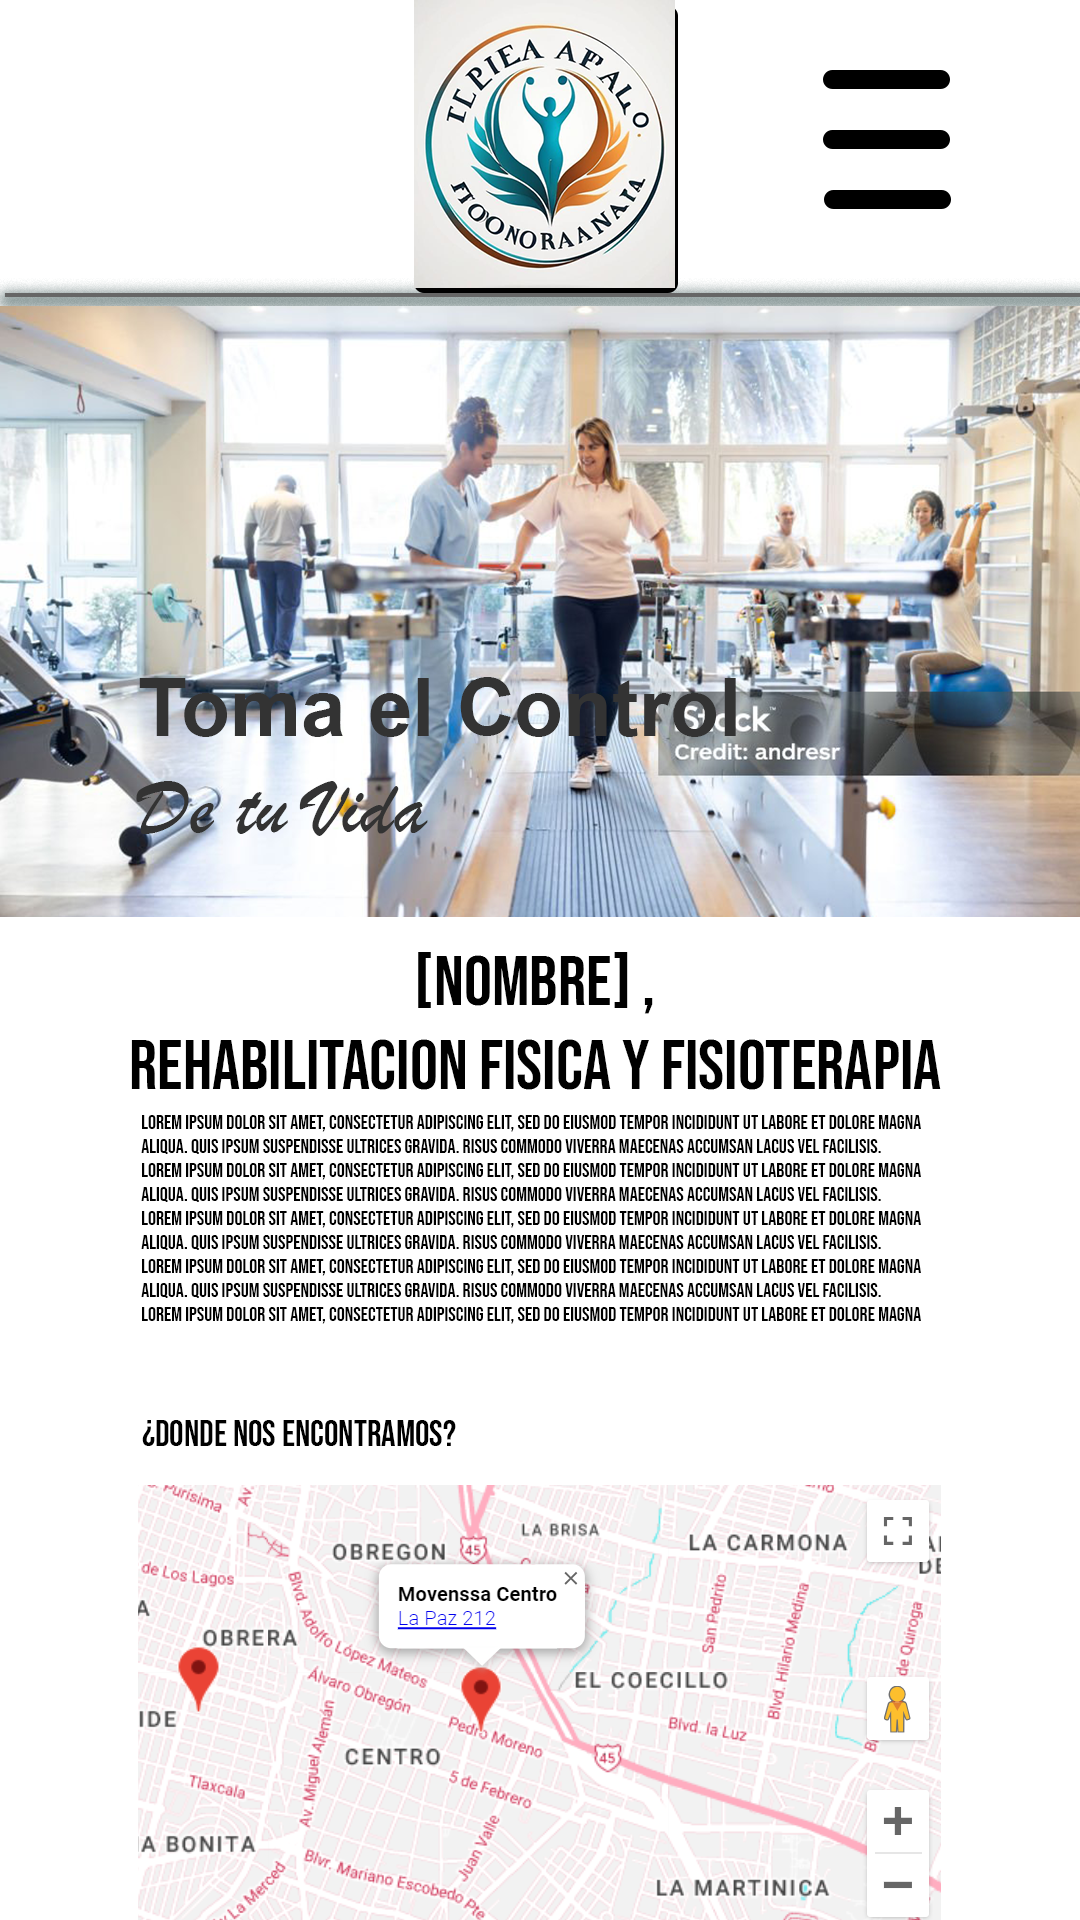 TEPIEA APALO.
FTOONORAANATA
Toma el Control
Stock™
Credit: andresr
De tu Vida
[NOMBRE] ,
REHABILITACION FISICA Y FISIOTERAPIA
LOREM IPSUM DOLOR SIT AMET, CONSECTETUR ADIPISCING ELIT, SED DO EIUSMOD TEMPOR INCIDIDUNT UT LABORE ET DOLORE MAGNA
ALIQUA. QUIS IPSUM SUSPENDISSE ULTRICES GRAVIDA. RISUS COMMODO VIVERRA MAECENAS ACCUMSAN LACUS VEL FACILISIS.
LOREM IPSUM DOLOR SIT AMET, CONSECTETUR ADIPISCING ELIT, SED DO EIUSMOD TEMPOR INCIDIDUNT UT LABORE ET DOLORE MAGNA
ALIQUA. QUIS IPSUM SUSPENDISSE ULTRICES GRAVIDA. RISUS COMMODO VIVERRA MAECENAS ACCUMSAN LACUS VEL FACILISIS.
LOREM IPSUM DOLOR SIT AMET, CONSECTETUR ADIPISCING ELIT, SED DO EIUSMOD TEMPOR INCIDIDUNT UT LABORE ET DOLORE MAGNA
ALIQUA. QUIS IPSUM SUSPENDISSE ULTRICES GRAVIDA. RISUS COMMODO VIVERRA MAECENAS ACCUMSAN LACUS VEL FACILISIS.
LOREM IPSUM DOLOR SIT AMET, CONSECTETUR ADIPISCING ELIT, SED DO EIUSMOD TEMPOR INCIDIDUNT UT LABORE ET DOLORE MAGNA
ALIQUA. QUIS IPSUM SUSPENDISSE ULTRICES GRAVIDA. RISUS COMMODO VIVERRA MAECENAS ACCUMSAN LACUS VEL FACILISIS.
LOREM IPSUM DOLOR SIT AMET, CONSECTETUR ADIPISCING ELIT, SED DO EIUSMOD TEMPOR INCIDIDUNT UT LABORE ET DOLORE MAGNA
¿DONDE NOS ENCONTRAMOS?
Purísima
Av.
LA BRISA
LA CARMONA
OBREGON
45
de Los Lagos
Movenssa Centro
La Paz 212
Blvd. Adolfo López Mateos
San Pedrito
Blvd. Hilario Medina
de Quiroga
OBRERA
Álvaro Obregón
EL COECILLO
IDE
Pedro Moreno
Blvd. la Luz
CENTRO
45
Av. Miguel Alemán
Tlaxcala
5 de Febrero
Juan Valle
A BONITA
Blvr. Mariano Escobedo Pte
La Merced
LA MARTINICA